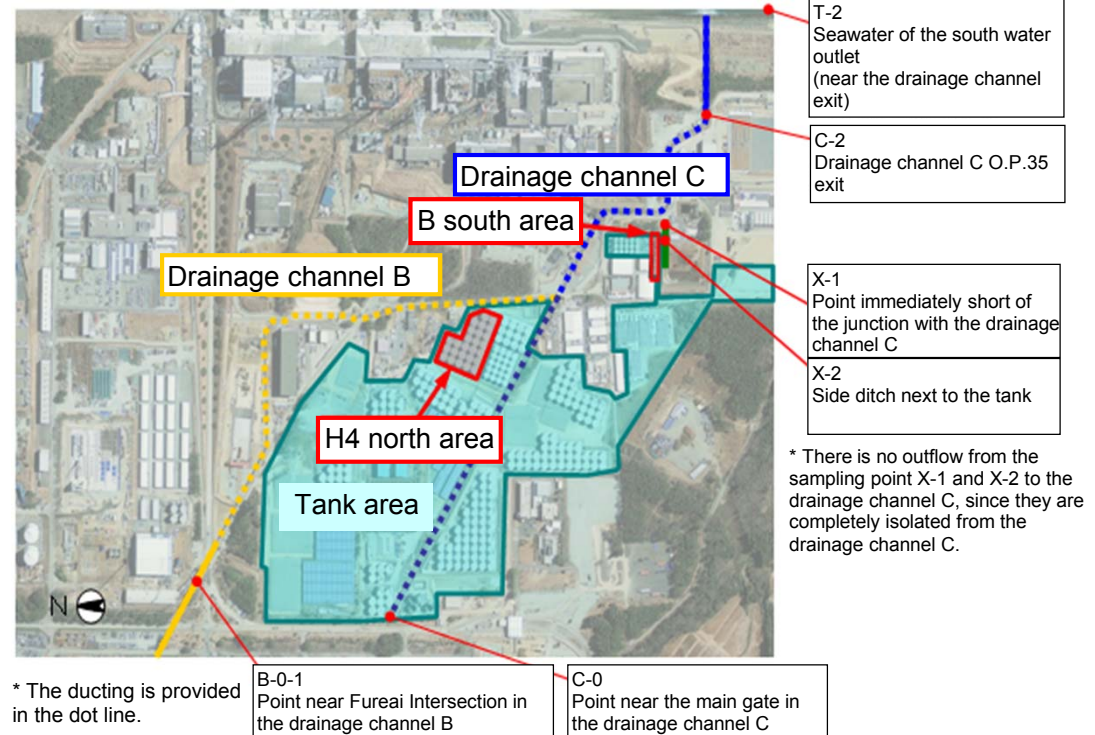 T-2
Seawater of the south water
outlet
(near the drainage channel
exit)
C-2
Drainage channel C O.P.35
exit
Drainage channel C
B south area
Drainage channel B
X-1
Point immediately short of
the junction with the drainage
channel C
X-2
Side ditch next to the tank
H4 north area
* There is no outflow from the
sampling point X-1 and X-2 to the
drainage channel C, since they are
completely isolated from the
drainage channel C.
Tank area
N
* The ducting is provided
in the dot line.
B-0-1
Point near Fureai Intersection in
the drainage channel B
C-0
Point near the main gate in
the drainage channel C